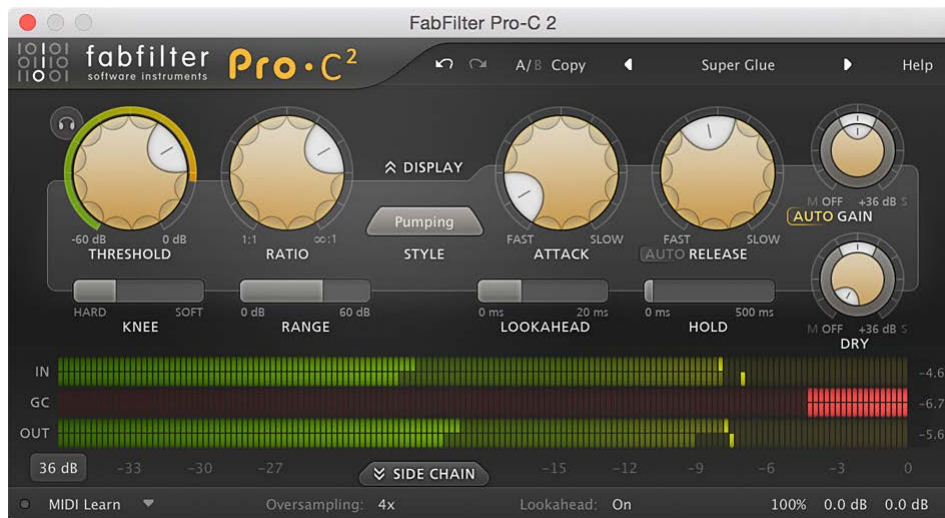 FabFilter Pro-C 2
fabfilter
software instruments
Pro·C²
A/B Copy
Super Glue
Help
DISPLAY
Pumping
STYLE
-60 dB 0 dB
THRESHOLD
1:1 ∞:1
RATIO
FAST SLOW
ATTACK
FAST SLOW
AUTO RELEASE
M OFF +36 dB S
AUTO GAIN
HARD SOFT
KNEE
0 dB 60 dB
RANGE
0 ms 20 ms
LOOKAHEAD
0 ms 500 ms
HOLD
M OFF +36 dB S
DRY
IN -4.6
GC -6.7
OUT -5.6
36 dB -33 -30 -27 SIDE CHAIN -15 -12 -9 -6 -3 0
MIDI Learn Oversampling: 4x Lookahead: On 100% 0.0 dB 0.0 dB